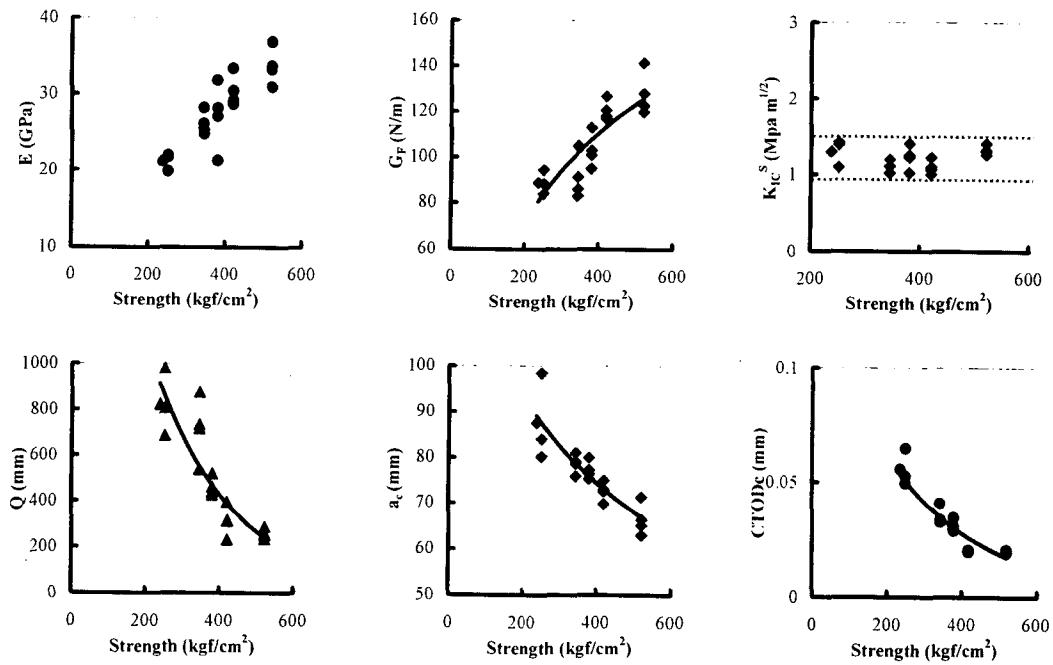 E (GPa)
40
30
20
10
0 200 400 600
Strength (kgf/cm²)
G_F (N/m)
160
140
120
100
80
60
0 200 400 600
Strength (kgf/cm²)
K_IC^S (Mpa m^1/2)
3
2
1
0
200 400 600
Strength (kgf/cm²)
Q (mm)
1000
800
600
400
200
0
0 200 400 600
Strength (kgf/cm²)
a_c (mm)
100
90
80
70
60
50
0 200 400 600
Strength (kgf/cm²)
CTODc (mm)
0.1
0.05
0
0 200 400 600
Strength (kgf/cm²)